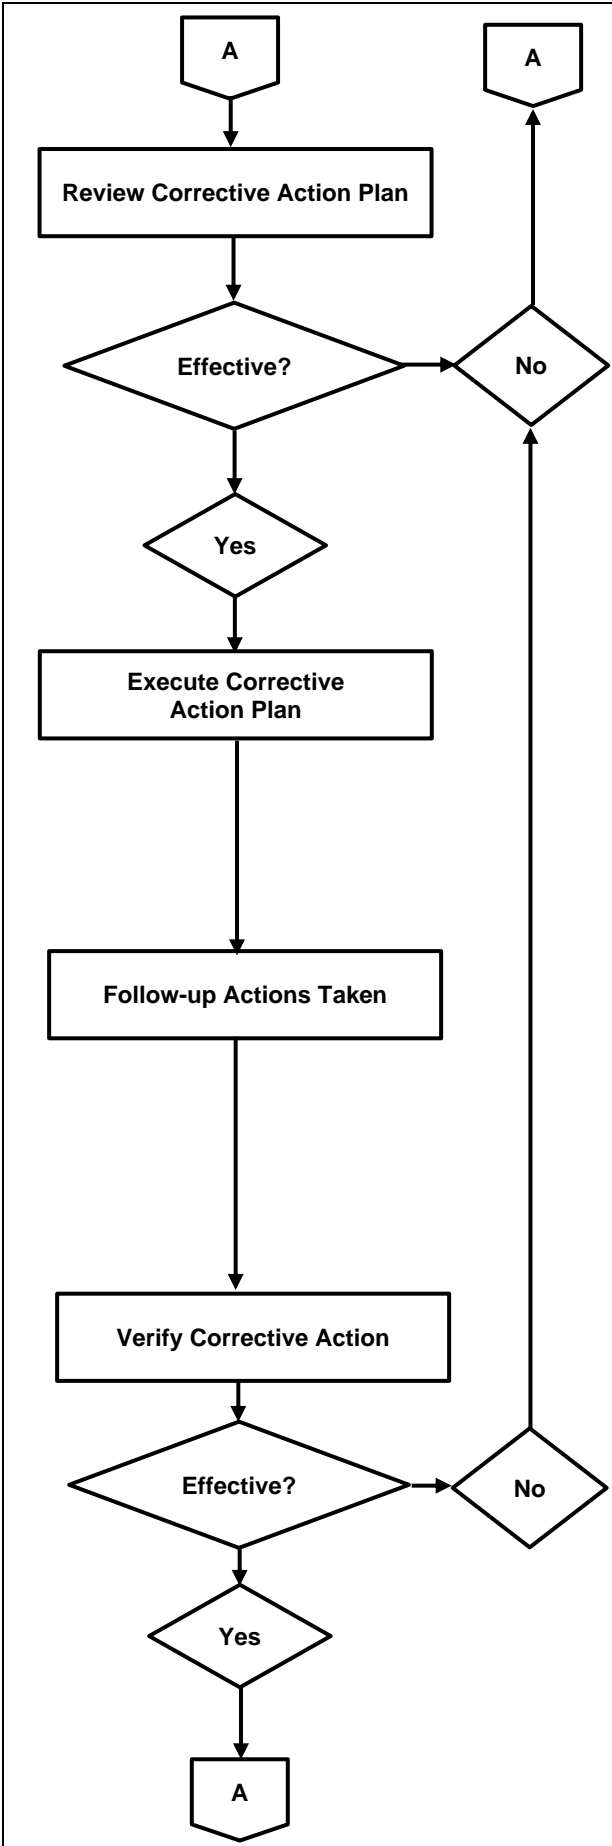 A
A
Review Corrective Action Plan
Effective?
No
Yes
Execute Corrective
Action Plan
Follow-up Actions Taken
Verify Corrective Action
Effective?
No
Yes
A